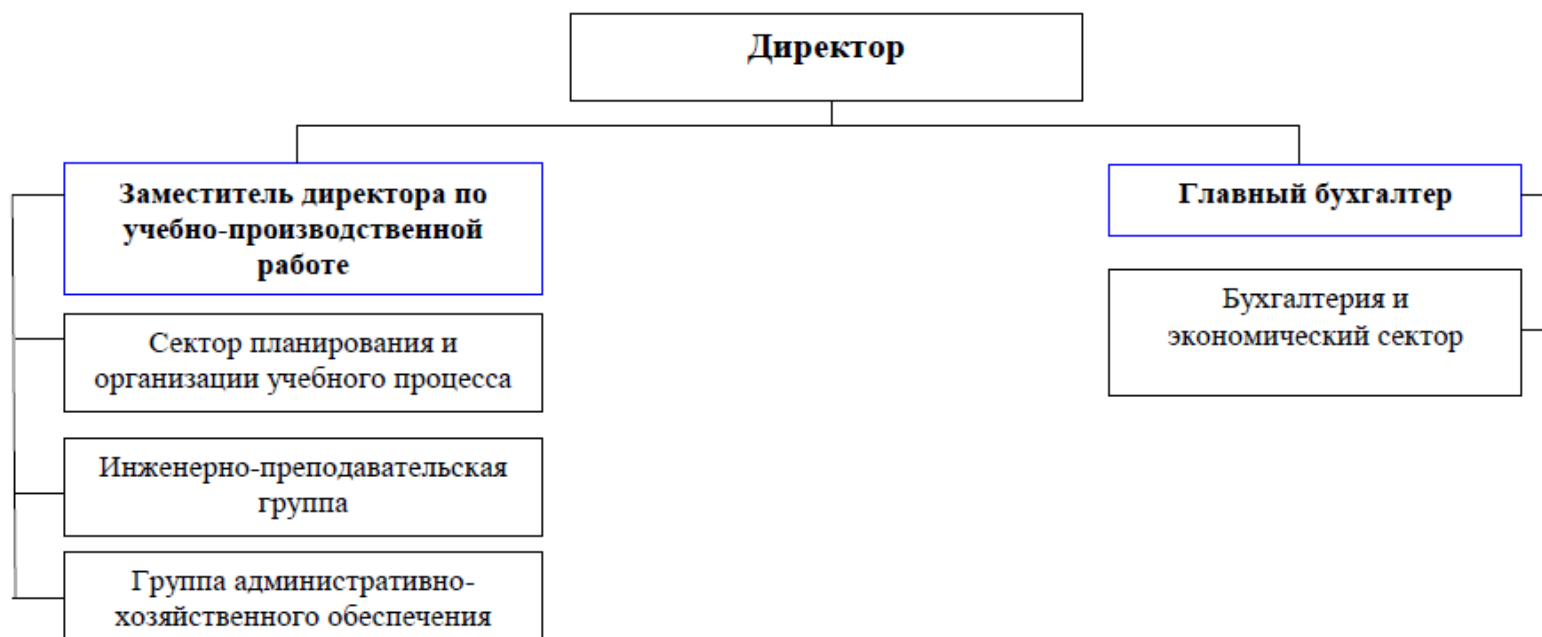 Директор
Заместитель директора по
учебно-производственной
работе
Главный бухгалтер
Сектор планирования и
организации учебного процесса
Бухгалтерия и
экономический сектор
Инженерно-преподавательская
группа
Группа административно-
хозяйственного обеспечения